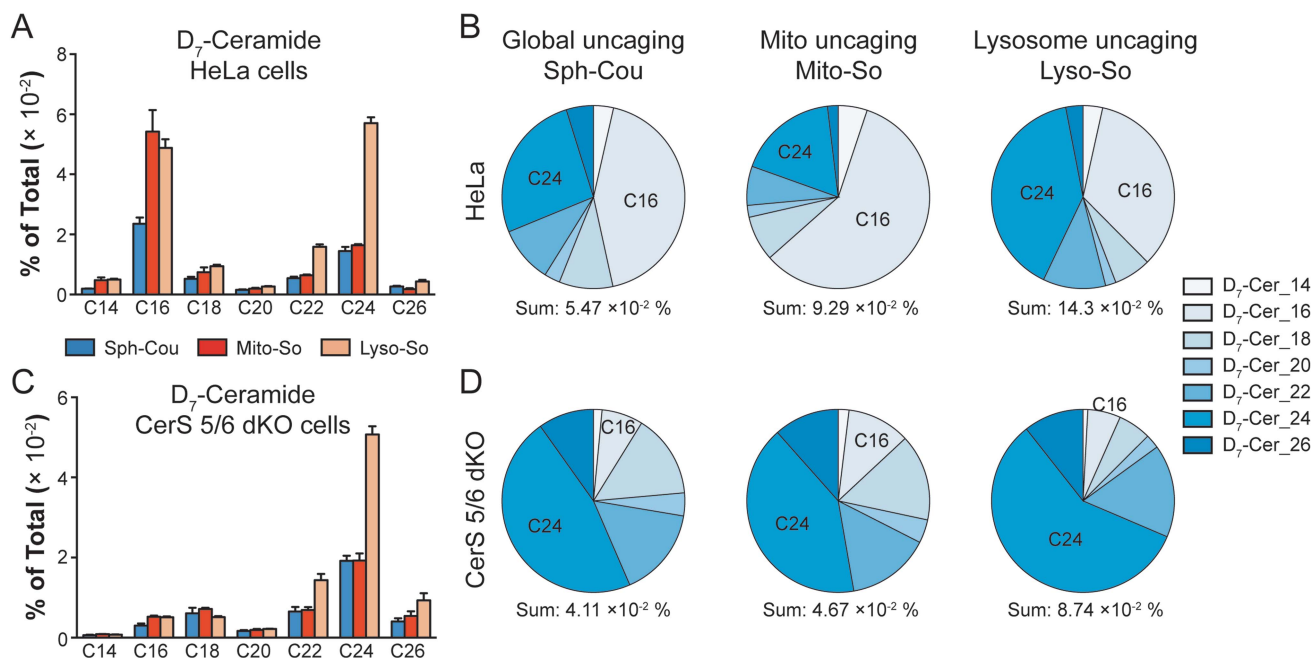 A
D₇-Ceramide
HeLa cells
% of Total (× 10⁻²)
8
6
4
2
0
C14 C16 C18 C20 C22 C24 C26
Sph-Cou Mito-So Lyso-So
B
Global uncaging
Sph-Cou
Mito uncaging
Mito-So
Lysosome uncaging
Lyso-So
HeLa
C24
C16
Sum: 5.47 ×10⁻² %
C24
C16
Sum: 9.29 ×10⁻² %
C24
C16
Sum: 14.3 ×10⁻² %
D₇-Cer_14
D₇-Cer_16
D₇-Cer_18
D₇-Cer_20
D₇-Cer_22
D₇-Cer_24
D₇-Cer_26
C
D₇-Ceramide
CerS 5/6 dKO cells
% of Total (× 10⁻²)
6
4
2
0
C14 C16 C18 C20 C22 C24 C26
D
CerS 5/6 dKO
C16
C24
Sum: 4.11 ×10⁻² %
C16
C24
Sum: 4.67 ×10⁻² %
C16
C24
Sum: 8.74 ×10⁻² %